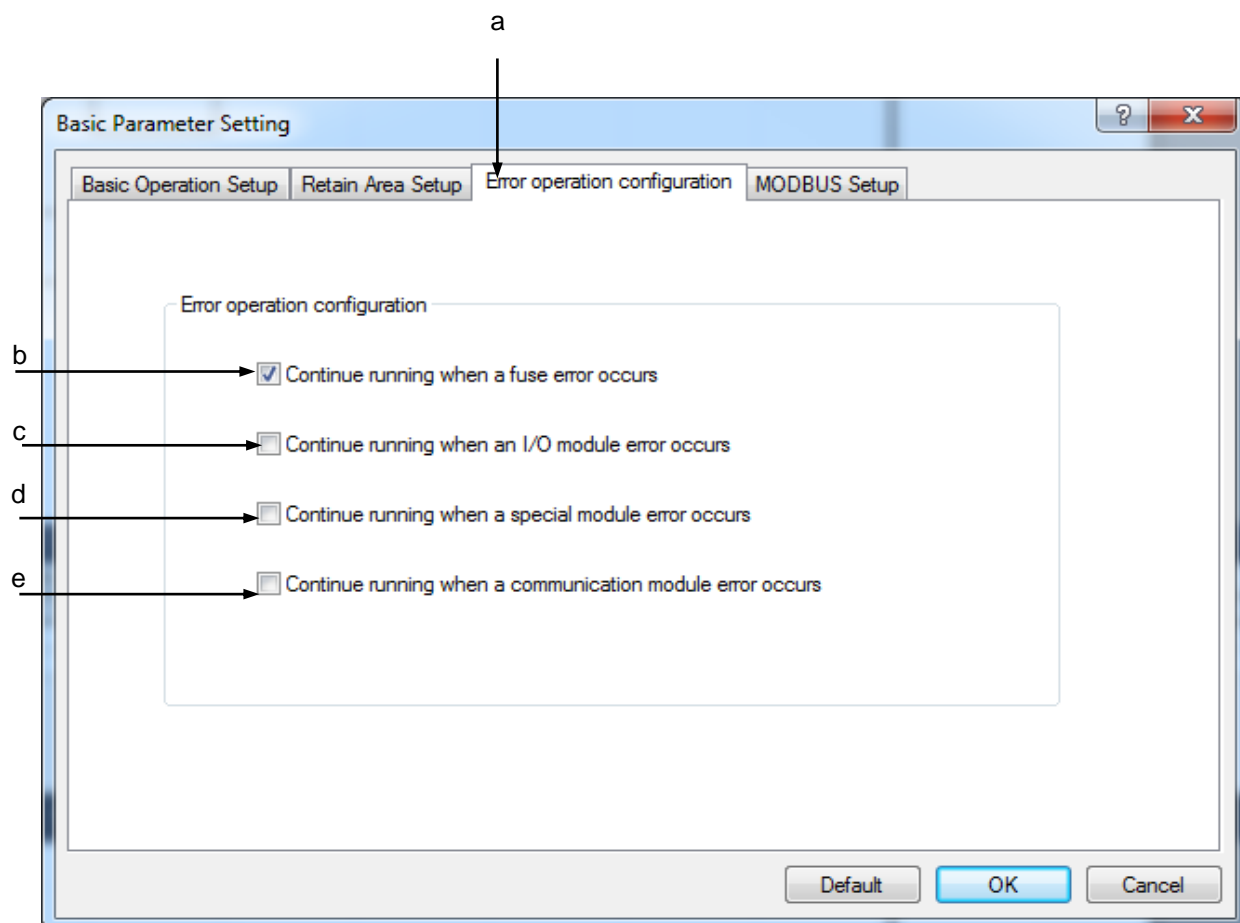 a
Basic Parameter Setting
?
Basic Operation Setup
Retain Area Setup
Error operation configuration
MODBUS Setup
Error operation configuration
b
Continue running when a fuse error occurs
c
Continue running when an I/O module error occurs
d
Continue running when a special module error occurs
e
Continue running when a communication module error occurs
Default
OK
Cancel